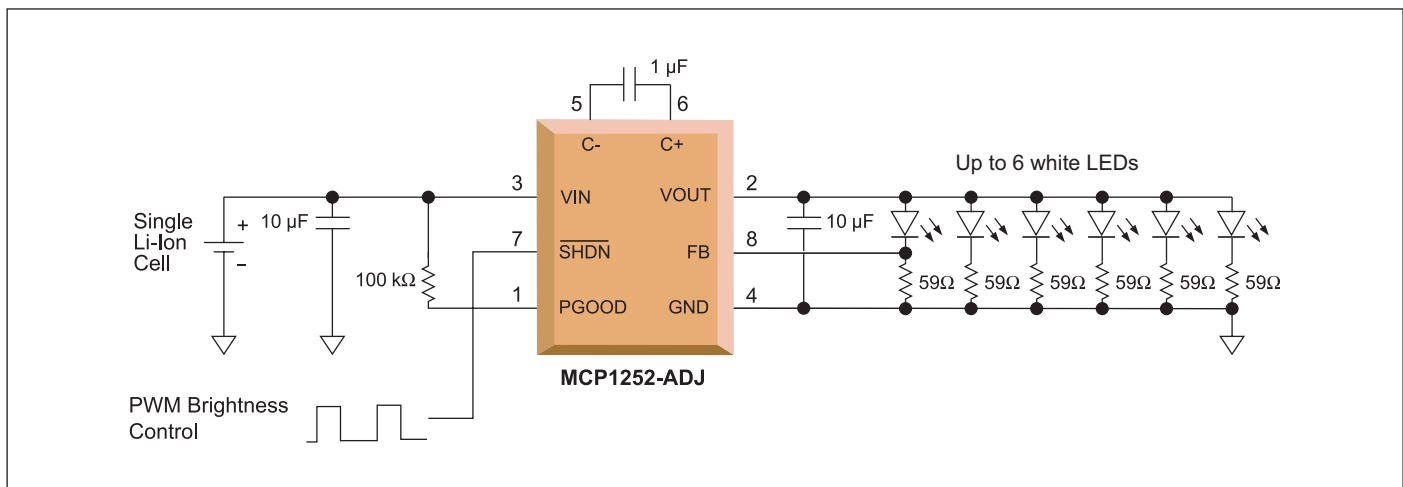 1 µF
5
6
C-
C+
Up to 6 white LEDs
3
VIN
VOUT
2
Single
Li-Ion
Cell
+
–
10 µF
10 µF
7
SHDN
FB
8
100 kΩ
59Ω
59Ω
59Ω
59Ω
59Ω
59Ω
1
PGOOD
GND
4
MCP1252-ADJ
PWM Brightness
Control